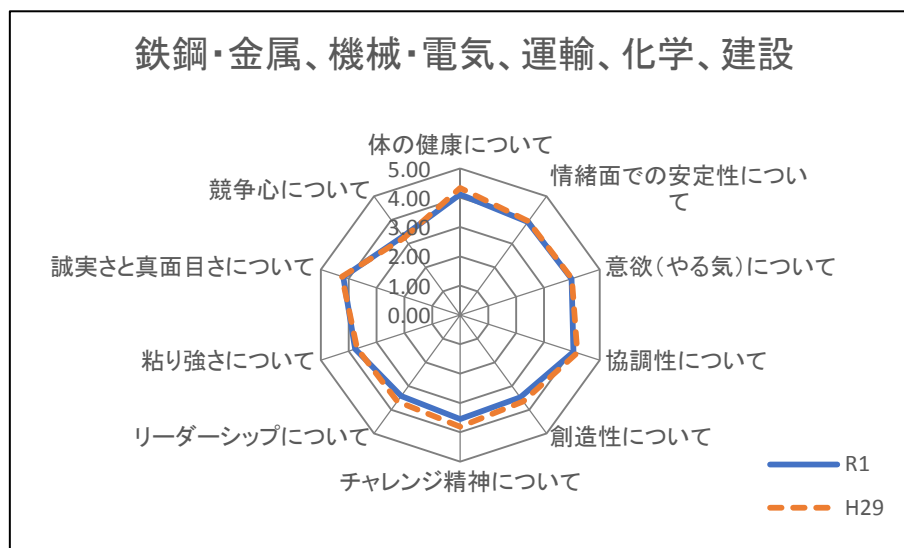 鉄鋼・金属、機械・電気、運輸、化学、建設
体の健康について
情緒面での安定性につい
て
意欲(やる気)について
協調性について
創造性について
チャレンジ精神について
リーダーシップについて
粘り強さについて
誠実さと真面目さについて
競争心について
5.00
4.00
3.00
2.00
1.00
0.00
R1
H29